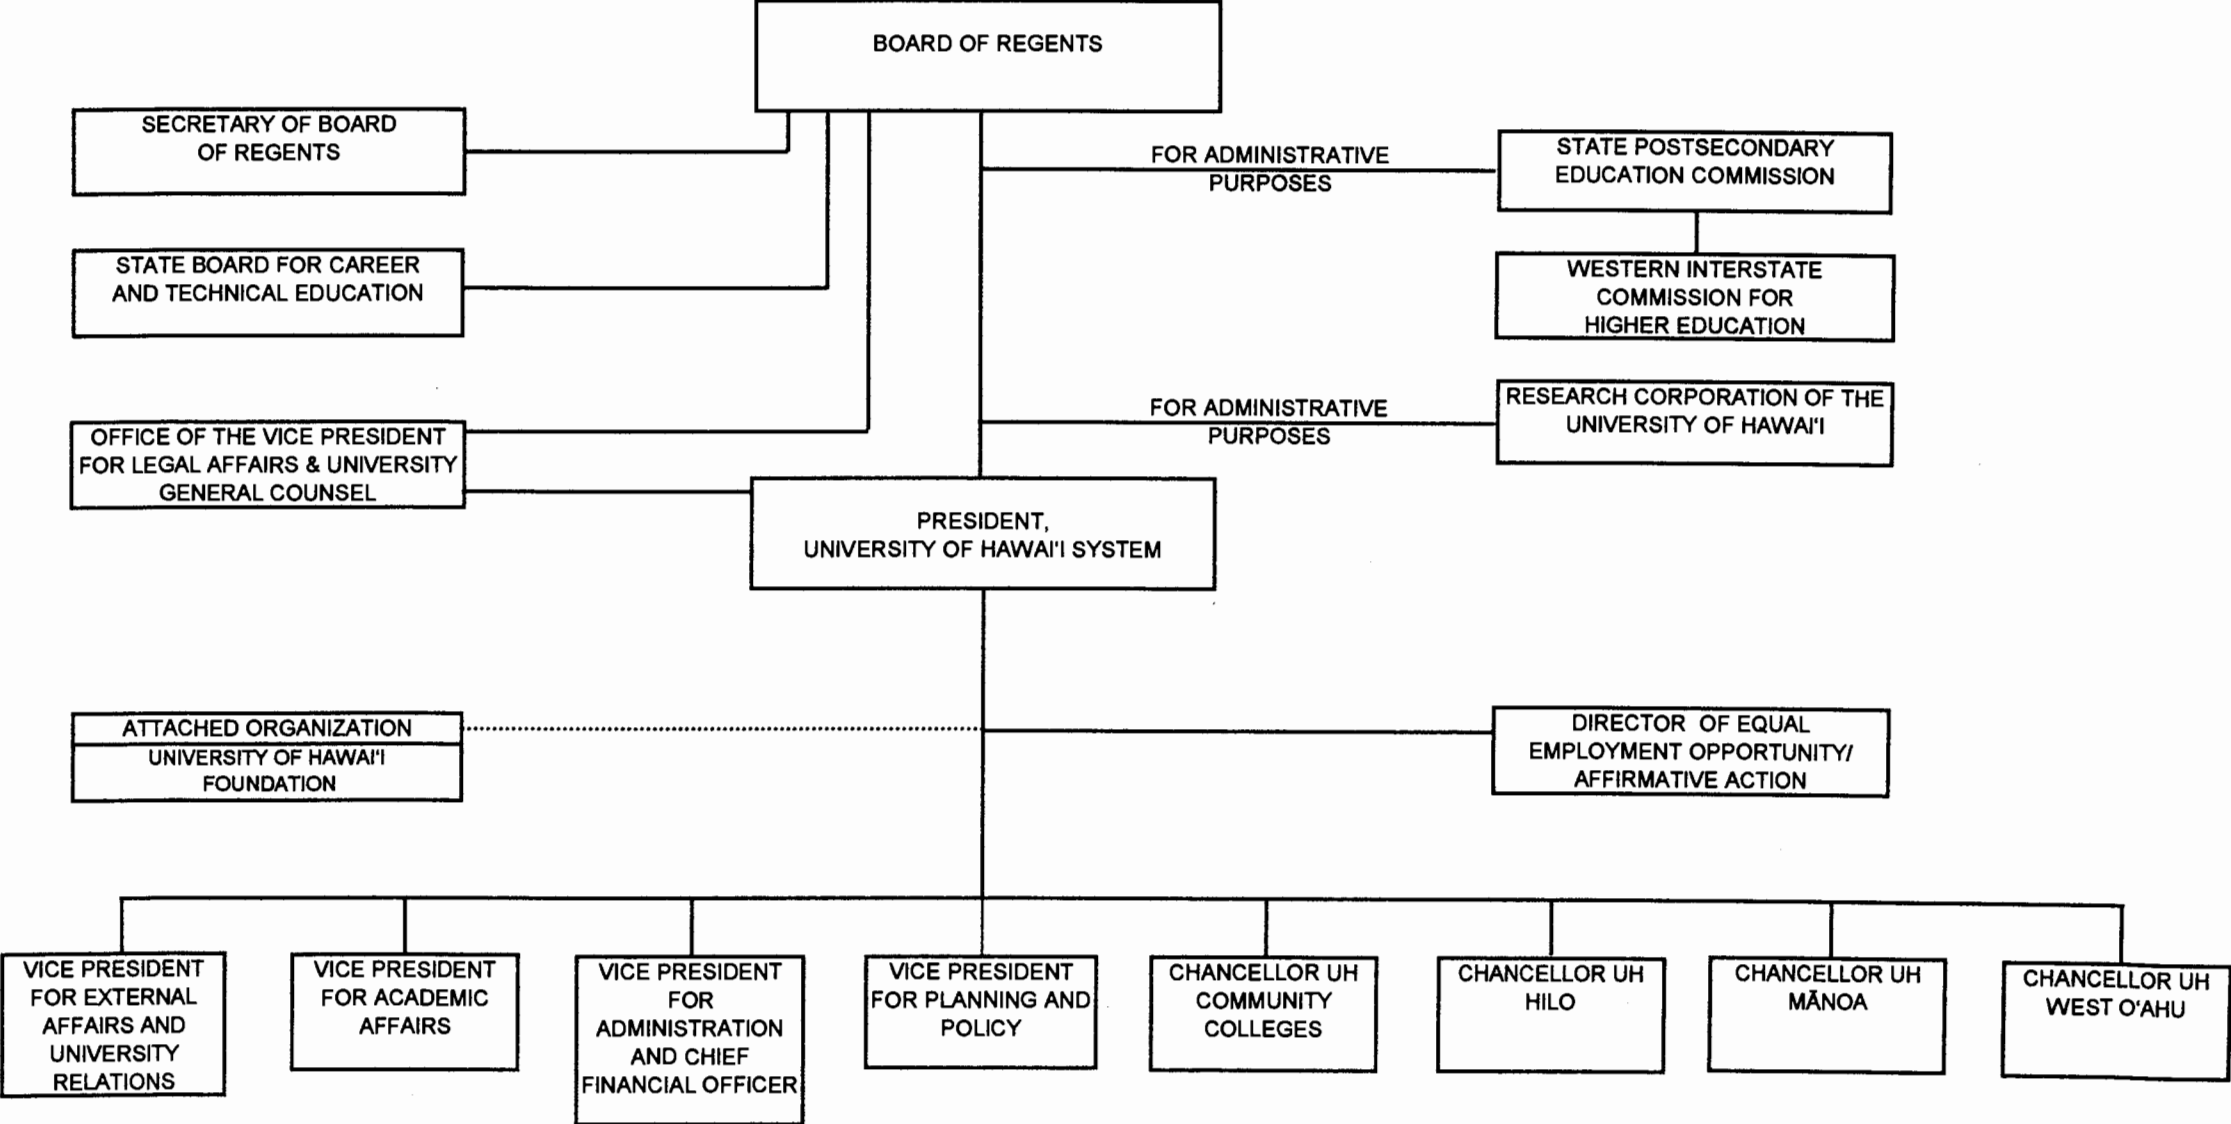 BOARD OF REGENTS
SECRETARY OF BOARD
OF REGENTS
FOR ADMINISTRATIVE
PURPOSES
STATE POSTSECONDARY
EDUCATION COMMISSION
STATE BOARD FOR CAREER
AND TECHNICAL EDUCATION
WESTERN INTERSTATE
COMMISSION FOR
HIGHER EDUCATION
FOR ADMINISTRATIVE
PURPOSES
RESEARCH CORPORATION OF THE
UNIVERSITY OF HAWAI'I
OFFICE OF THE VICE PRESIDENT
FOR LEGAL AFFAIRS & UNIVERSITY
GENERAL COUNSEL
PRESIDENT,
UNIVERSITY OF HAWAI'I SYSTEM
ATTACHED ORGANIZATION
UNIVERSITY OF HAWAI'I
FOUNDATION
DIRECTOR OF EQUAL
EMPLOYMENT OPPORTUNITY/
AFFIRMATIVE ACTION
VICE PRESIDENT
FOR EXTERNAL
AFFAIRS AND
UNIVERSITY
RELATIONS
VICE PRESIDENT
FOR ACADEMIC
AFFAIRS
VICE PRESIDENT
FOR
ADMINISTRATION
AND CHIEF
FINANCIAL OFFICER
VICE PRESIDENT
FOR PLANNING AND
POLICY
CHANCELLOR UH
COMMUNITY
COLLEGES
CHANCELLOR UH
HILO
CHANCELLOR UH
MĀNOA
CHANCELLOR UH
WEST O'AHU